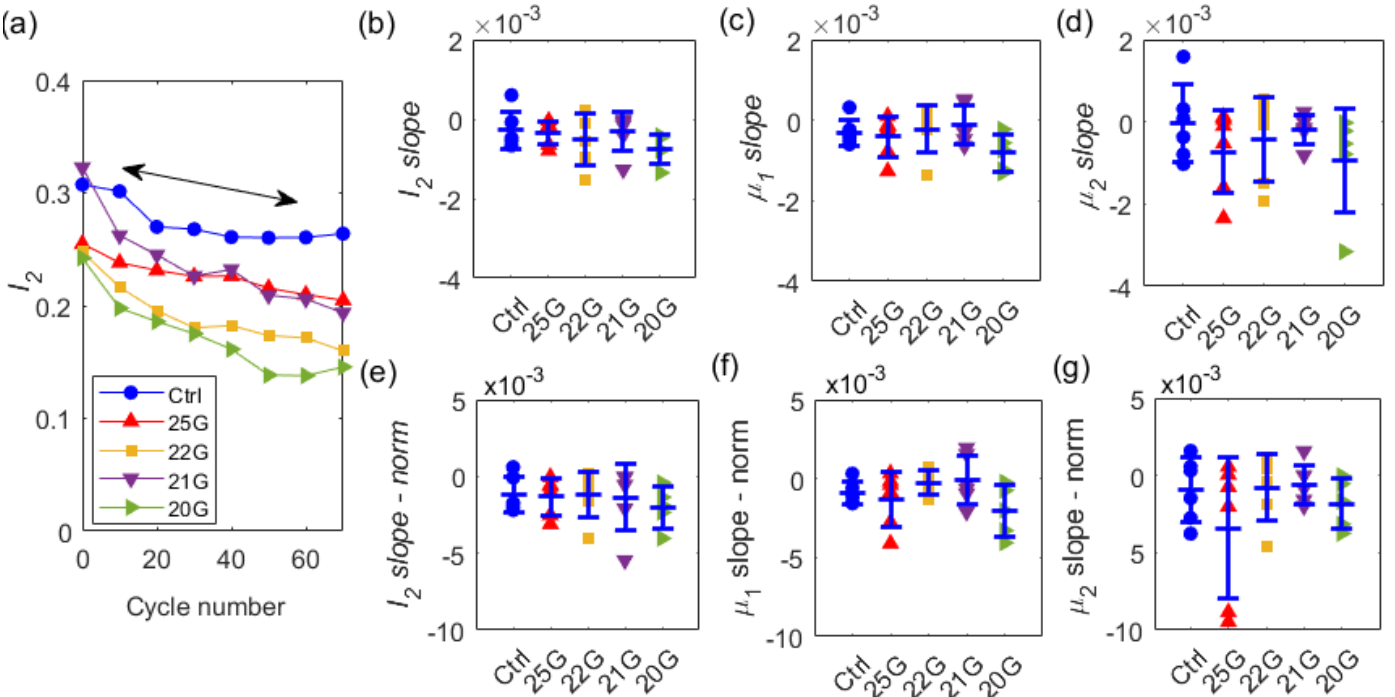 (a)
0.4
0.3
0.2
0.1
0
I2
0 20 40 60
Cycle number
Ctrl
25G
22G
21G
20G
(b)
×10-3
2
0
-2
-4
I2 slope
Ctrl 25G 22G 21G 20G
(c)
×10-3
2
0
-2
-4
μ1 slope
Ctrl 25G 22G 21G 20G
(d)
×10-3
2
0
-2
-4
μ2 slope
Ctrl 25G 22G 21G 20G
(e)
x10-3
5
0
-5
-10
I2 slope - norm
Ctrl 25G 22G 21G 20G
(f)
x10-3
5
0
-5
-10
μ1 slope - norm
Ctrl 25G 22G 21G 20G
(g)
x10-3
5
0
-5
-10
μ2 slope - norm
Ctrl 25G 22G 21G 20G